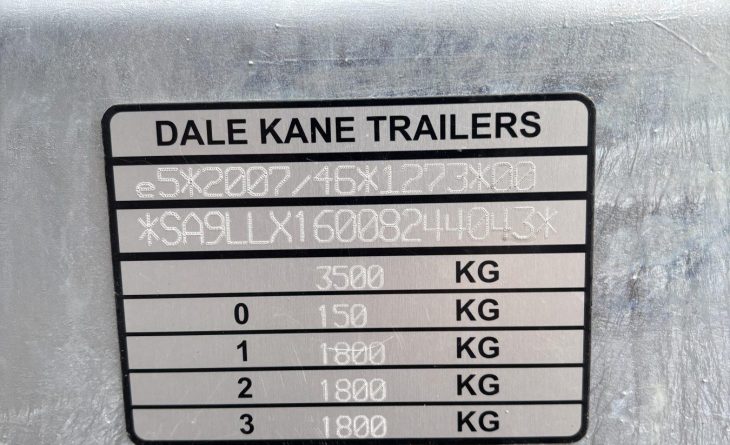 DALE KANE TRAILERS
e5*2007/46*1273*00
*SA9LLX16008244043*
3500 KG
0 150 KG
1 1800 KG
2 1800 KG
3 1800 KG